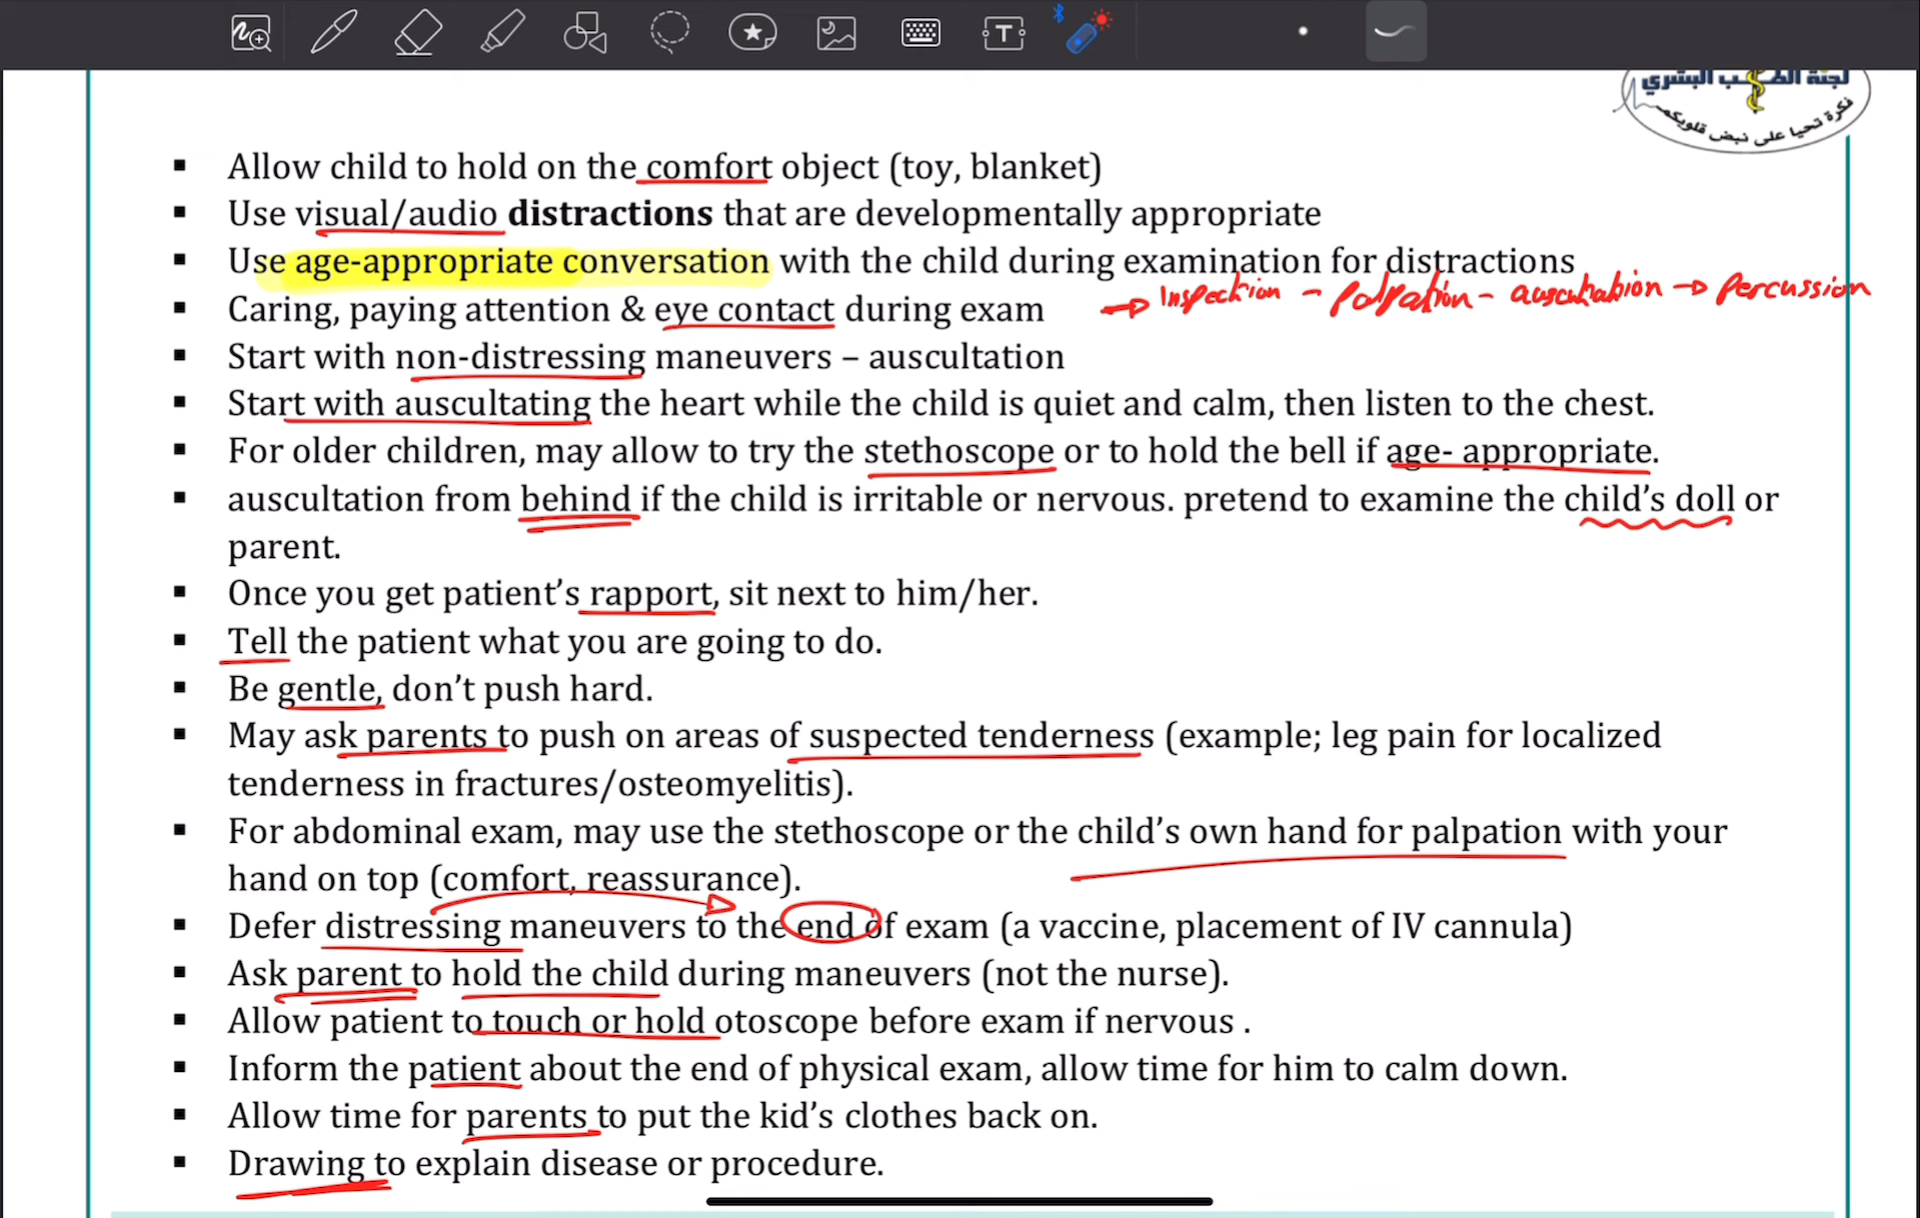 لجنة الطب البشري
فكرة تحيا على نبض قلوبكم
▪ Allow child to hold on the comfort object (toy, blanket)
▪ Use visual/audio distractions that are developmentally appropriate
▪ Use age-appropriate conversation with the child during examination for distractions
→ Inspection - palpation - auscultation → Percussion
▪ Caring, paying attention & eye contact during exam
▪ Start with non-distressing maneuvers – auscultation
▪ Start with auscultating the heart while the child is quiet and calm, then listen to the chest.
▪ For older children, may allow to try the stethoscope or to hold the bell if age- appropriate.
▪ auscultation from behind if the child is irritable or nervous. pretend to examine the child’s doll or
parent.
▪ Once you get patient’s rapport, sit next to him/her.
▪ Tell the patient what you are going to do.
▪ Be gentle, don’t push hard.
▪ May ask parents to push on areas of suspected tenderness (example; leg pain for localized
tenderness in fractures/osteomyelitis).
▪ For abdominal exam, may use the stethoscope or the child’s own hand for palpation with your
hand on top (comfort, reassurance).
▪ Defer distressing maneuvers to the end of exam (a vaccine, placement of IV cannula)
▪ Ask parent to hold the child during maneuvers (not the nurse).
▪ Allow patient to touch or hold otoscope before exam if nervous .
▪ Inform the patient about the end of physical exam, allow time for him to calm down.
▪ Allow time for parents to put the kid’s clothes back on.
▪ Drawing to explain disease or procedure.